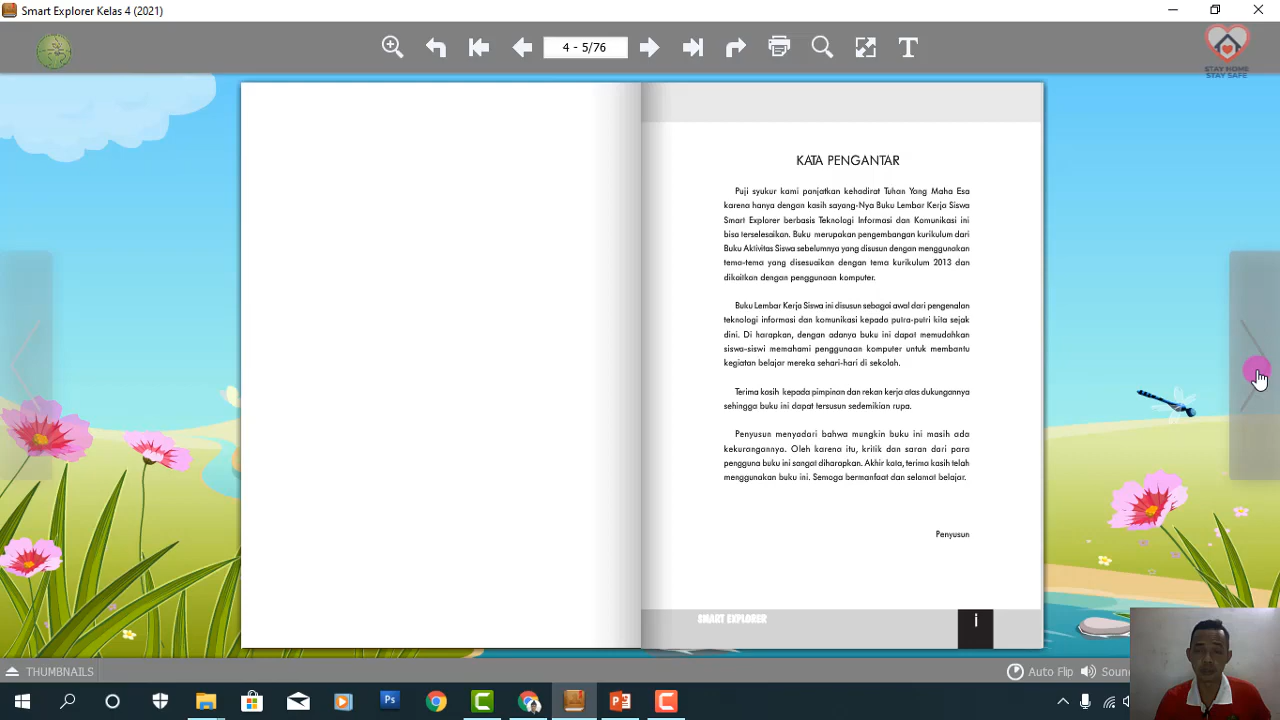 Smart Explorer Kelas 4 (2021)
4 - 5/76
T
STAY HOME
STAY SAFE
KATA PENGANTAR
Puji syukur kami panjatkan kehadirat Tuhan Yang Maha Esa
karena hanya dengan kasih sayang-Nya Buku Lembar Kerja Siswa
Smart Explorer berbasis Teknologi Informasi dan Komunikasi ini
bisa terselesaikan. Buku merupakan pengembangan kurikulum dari
Buku Aktivitas Siswa sebelumnya yang disusun dengan menggunakan
tema-tema yang disesuaikan dengan tema kurikulum 2013 dan
dikaitkan dengan penggunaan komputer.
Buku Lembar Kerja Siswa ini disusun sebagai awal dari pengenalan
teknologi informasi dan komunikasi kepada putra-putri kita sejak
dini. Di harapkan, dengan adanya buku ini dapat memudahkan
siswa-siswi memahami penggunaan komputer untuk membantu
kegiatan belajar mereka sehari-hari di sekolah.
Terima kasih kepada pimpinan dan rekan kerja atas dukungannya
sehingga buku ini dapat tersusun sedemikian rupa.
Penyusun menyadari bahwa mungkin buku ini masih ada
kekurangannya. Oleh karena itu, kritik dan saran dari para
pengguna buku ini sangat diharapkan. Akhir kata, terima kasih telah
menggunakan buku ini. Semoga bermanfaat dan selamat belajar.
Penyusun
SMART EXPLORER
i
THUMBNAILS
Auto Flip
Soun
Ps